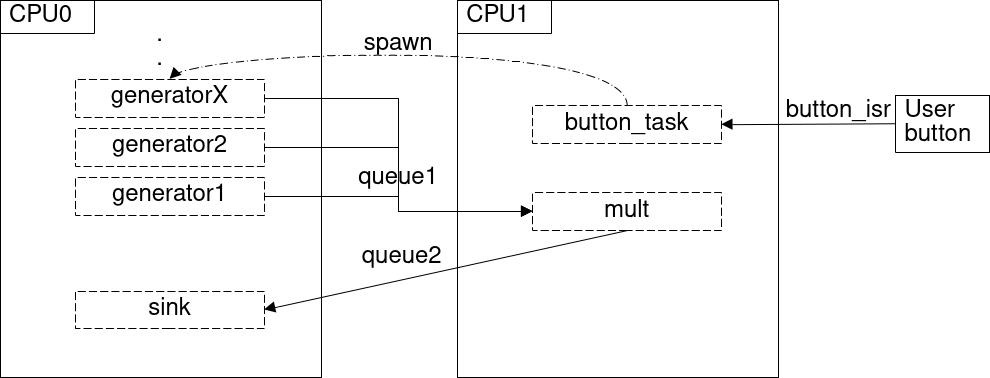 CPU0
CPU1
.
.
spawn
generatorX
button_task
button_isr
User
button
generator2
queue1
generator1
mult
queue2
sink